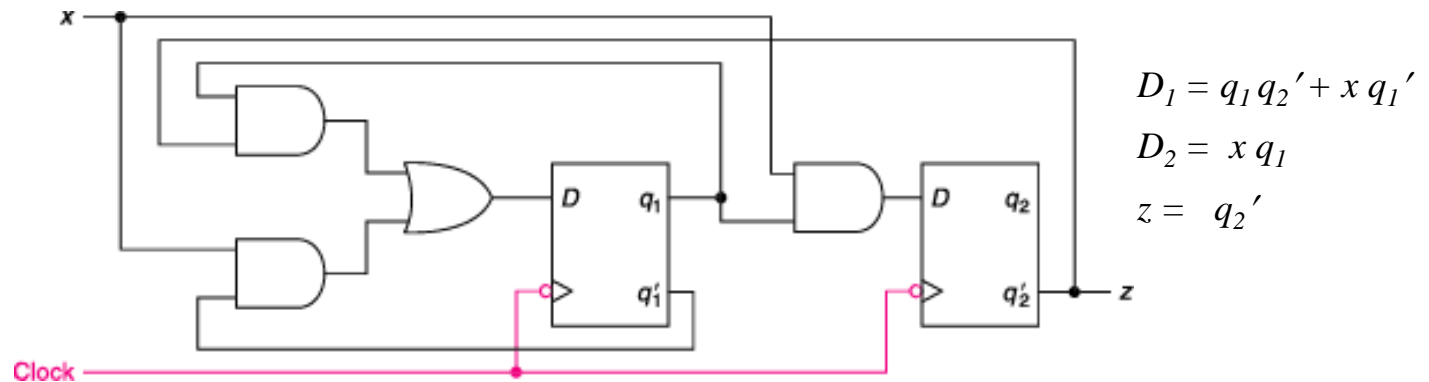 x
D₁ = q₁ q₂′ + x q₁′
D₂ = x q₁
z = q₂′
D q₁
D q₂
q₁′
q₂′
z
Clock